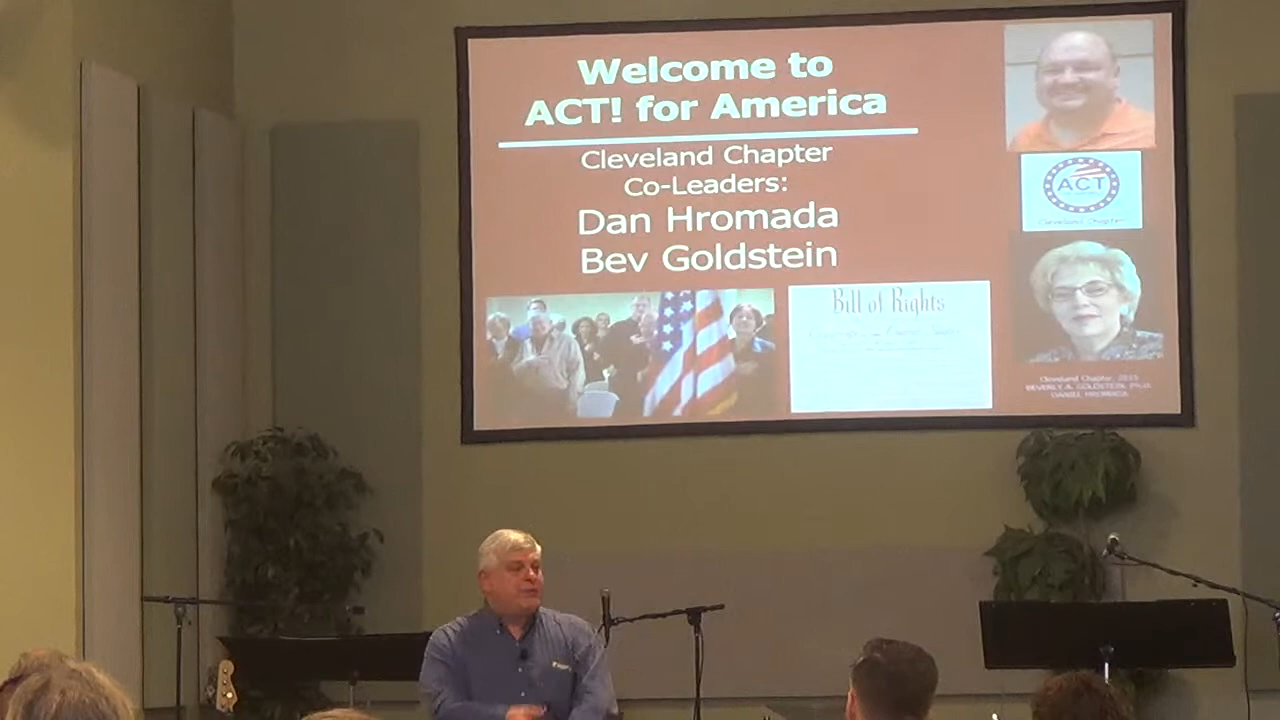 Welcome to
ACT! for America
Cleveland Chapter
Co-Leaders:
Dan Hromada
Bev Goldstein
ACT
Cleveland Chapter
Bill of Rights
Cleveland Chapter, 2015
BEVERLY A. GOLDSTEIN, Ph.D.
DANIEL HROMADA